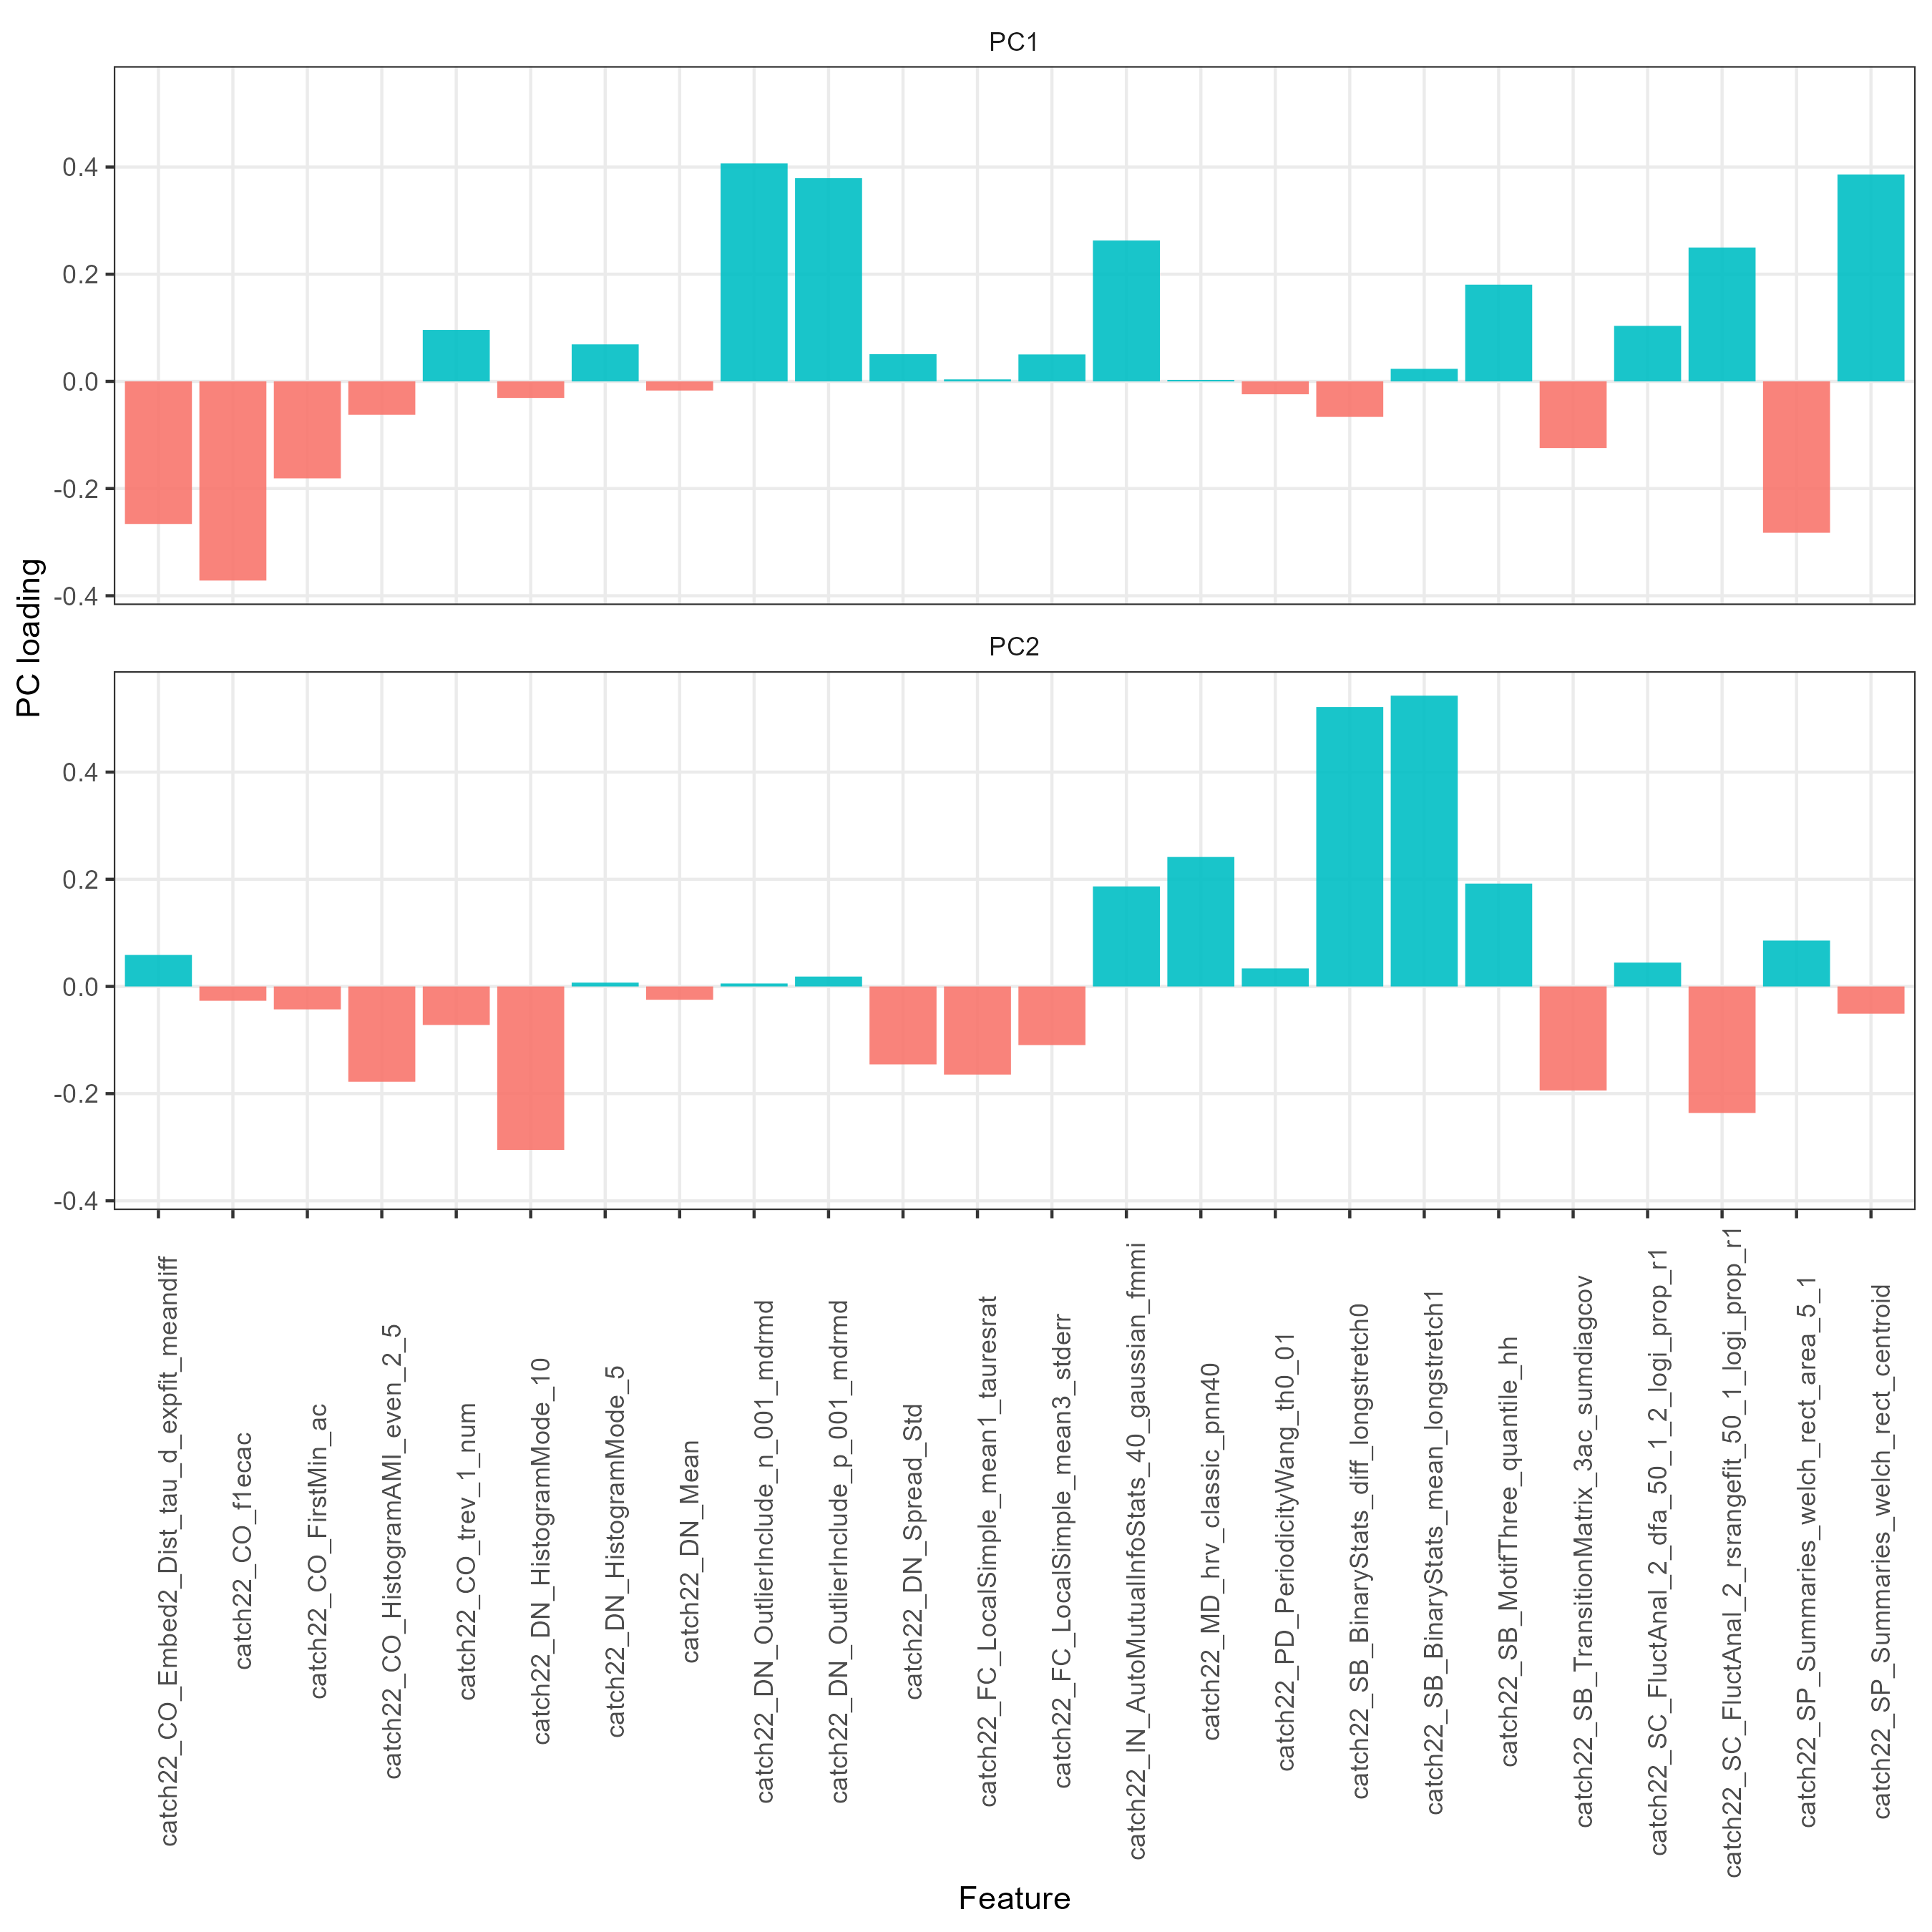 PC1
0.4
0.2
0.0
-0.2
-0.4
PC loading
PC2
0.4
0.2
0.0
-0.2
-0.4
catch22_CO_Embed2_Dist_tau_d_expfit_meandiff
catch22_CO_f1ecac
catch22_CO_FirstMin_ac
catch22_CO_HistogramAMI_even_2_5
catch22_CO_trev_1_num
catch22_DN_HistogramMode_10
catch22_DN_HistogramMode_5
catch22_DN_Mean
catch22_DN_OutlierInclude_n_001_mdrmd
catch22_DN_OutlierInclude_p_001_mdrmd
catch22_DN_Spread_Std
catch22_FC_LocalSimple_mean1_tauresrat
catch22_FC_LocalSimple_mean3_stderr
catch22_IN_AutoMutualInfoStats_40_gaussian_fmmi
catch22_MD_hrv_classic_pnn40
catch22_PD_PeriodicityWang_th0_01
catch22_SB_BinaryStats_diff_longstretch0
catch22_SB_BinaryStats_mean_longstretch1
catch22_SB_MotifThree_quantile_hh
catch22_SB_TransitionMatrix_3ac_sumdiagcov
catch22_SC_FluctAnal_2_dfa_50_1_2_logi_prop_r1
catch22_SC_FluctAnal_2_rsrangefit_50_1_logi_prop_r1
catch22_SP_Summaries_welch_rect_area_5_1
catch22_SP_Summaries_welch_rect_centroid
Feature